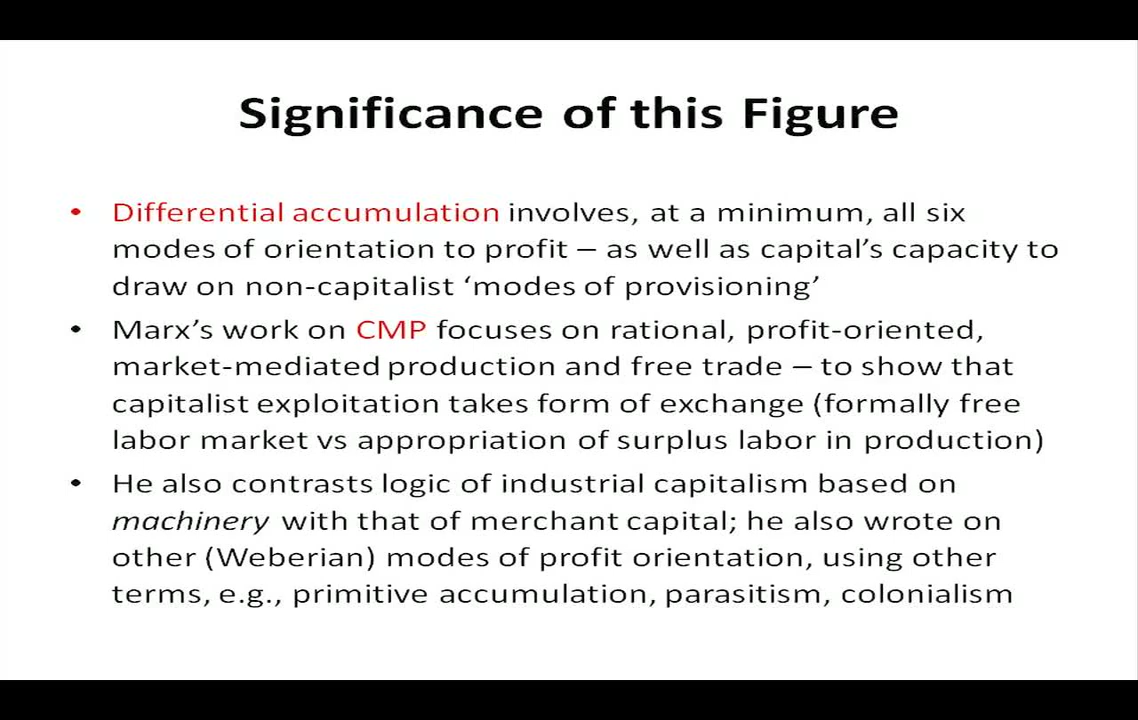 Significance of this Figure
• Differential accumulation involves, at a minimum, all six
modes of orientation to profit – as well as capital’s capacity to
draw on non-capitalist ‘modes of provisioning’
• Marx’s work on CMP focuses on rational, profit-oriented,
market-mediated production and free trade – to show that
capitalist exploitation takes form of exchange (formally free
labor market vs appropriation of surplus labor in production)
• He also contrasts logic of industrial capitalism based on
machinery with that of merchant capital; he also wrote on
other (Weberian) modes of profit orientation, using other
terms, e.g., primitive accumulation, parasitism, colonialism